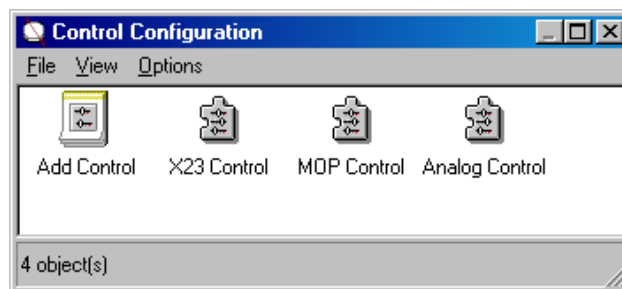 Control Configuration
File View Options
Add Control X23 Control MOP Control Analog Control
4 object(s)